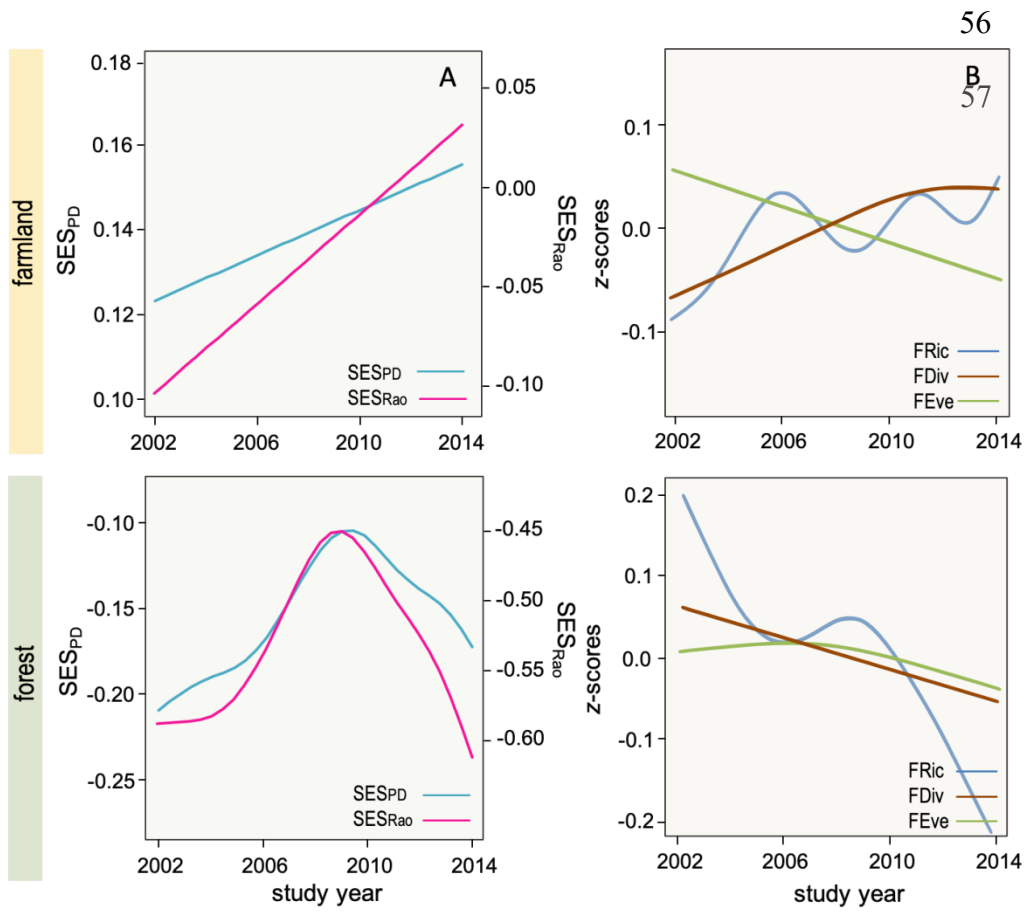 56
57
farmland
A
SESPD
0.18
0.16
0.14
0.12
0.10
0.05
0.00
-0.05
-0.10
SESRao
SESPD
SESRao
2002 2006 2010 2014
B
z-scores
0.1
0.0
-0.1
FRic
FDiv
FEve
2002 2006 2010 2014
forest
SESPD
-0.10
-0.15
-0.20
-0.25
-0.45
-0.50
-0.55
-0.60
SESRao
SESPD
SESRao
2002 2006 2010 2014
study year
z-scores
0.2
0.1
0.0
-0.1
-0.2
FRic
FDiv
FEve
2002 2006 2010 2014
study year